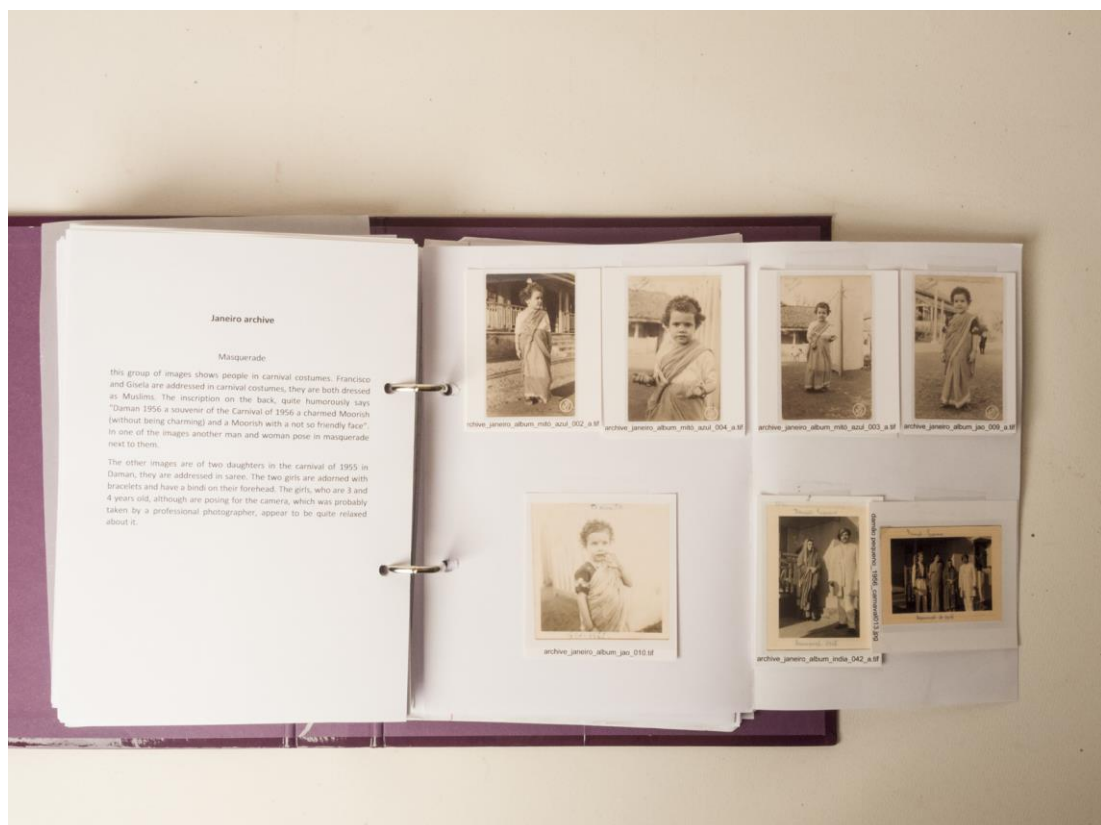 Janeiro archive
Masquerade
this group of images shows people in carnival costumes. Francisco
and Gisela are addressed in carnival costumes, they are both dressed
as Muslims. The inscription on the back, quite humorously says
"Daman 1956 a souvenir of the Carnival of 1956 a charmed Moorish
(without being charming) and a Moorish with a not so friendly face".
In one of the images another man and woman pose in masquerade
next to them.
The other images are of two daughters in the carnival of 1955 in
Daman, they are addressed in saree. The two girls are adorned with
bracelets and have a bindi on their forehead. The girls, who are 3 and
4 years old, although are posing for the camera, which was probably
taken by a professional photographer, appear to be quite relaxed
about it.
rchive_janeiro_album_mitó_azul_002_a.tif
archive_janeiro_album_mitó_azul_004_a.tif
archive_janeiro_album_mitó_azul_003_a.tif
archive_janeiro_album_jao_009_a.tif
archive_janeiro_album_jao_010.tif
archive_janeiro_album_india_042_a.tif
damão pequeno_1956_carnaval013.jpg